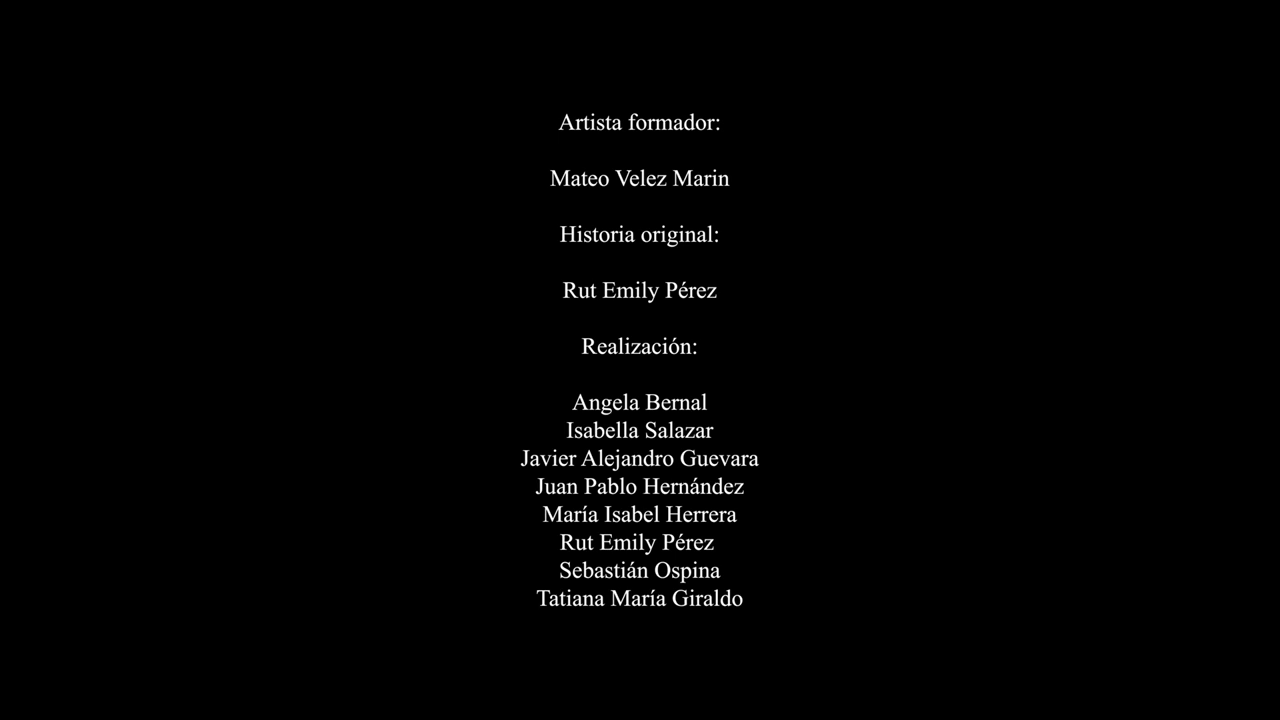 Artista formador:
Mateo Velez Marin
Historia original:
Rut Emily Pérez
Realización:
Angela Bernal
Isabella Salazar
Javier Alejandro Guevara
Juan Pablo Hernández
María Isabel Herrera
Rut Emily Pérez
Sebastián Ospina
Tatiana María Giraldo